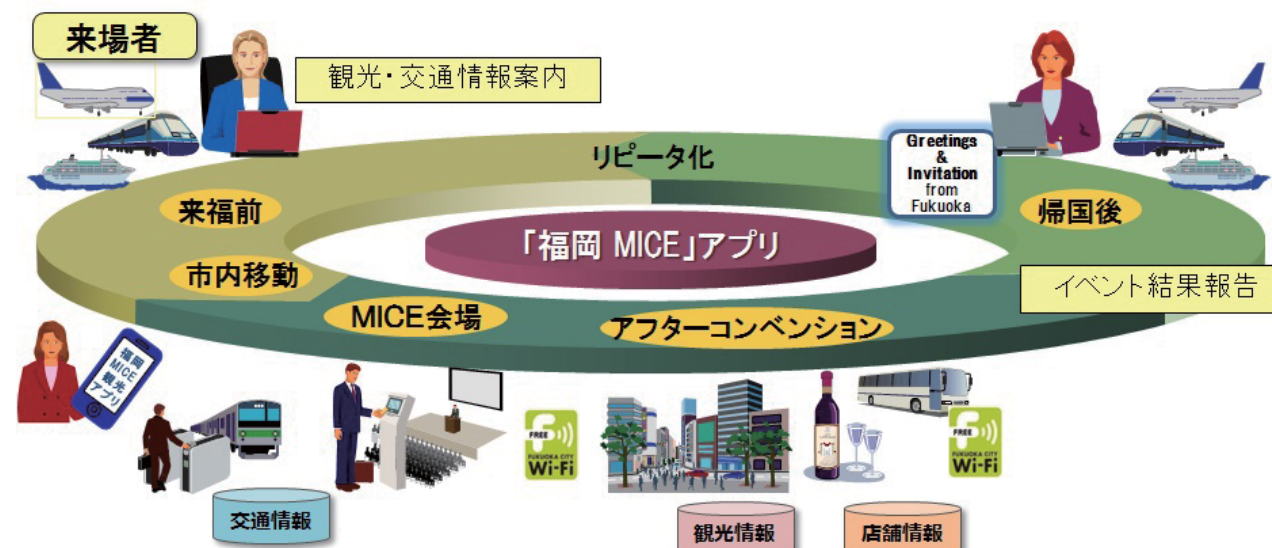 来場者
観光・交通情報案内
リピータ化
Greetings
&
Invitation
from
Fukuoka
来福前
帰国後
「福岡 MICE」アプリ
市内移動
イベント結果報告
MICE会場
アフターコンベンション
福岡
MICE
観光
アプリ
FREE
FUKUOKA CITY
Wi-Fi
FREE
FUKUOKA CITY
Wi-Fi
交通情報
観光情報
店舗情報